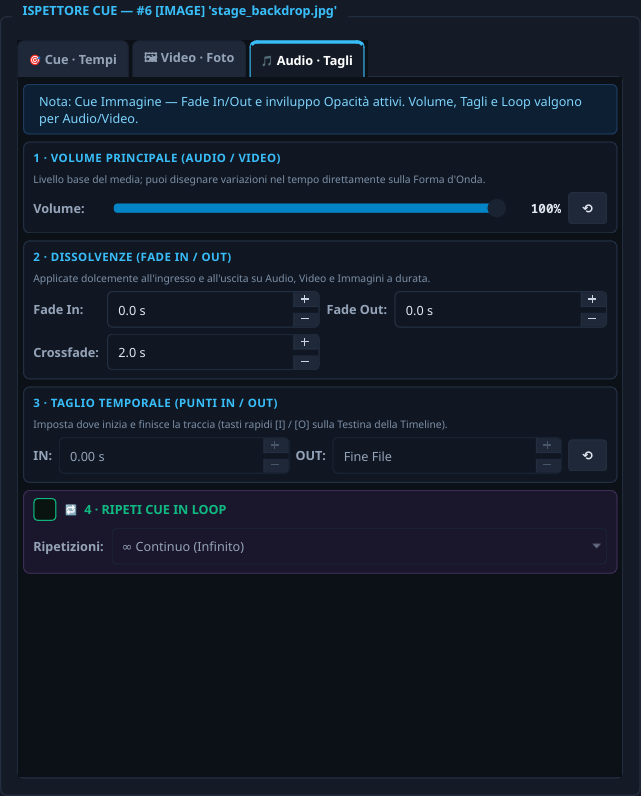 ISPETTORE CUE — #6 [IMAGE] 'stage_backdrop.jpg'
🎯 Cue · Tempi
🖼 Video · Foto
🎵 Audio · Tagli
Nota: Cue Immagine — Fade In/Out e inviluppo Opacità attivi. Volume, Tagli e Loop valgono
per Audio/Video.
1 · VOLUME PRINCIPALE (AUDIO / VIDEO)
Livello base del media; puoi disegnare variazioni nel tempo direttamente sulla Forma d'Onda.
Volume: 100% ⟲
2 · DISSOLVENZE (FADE IN / OUT)
Applicate dolcemente all'ingresso e all'uscita su Audio, Video e Immagini a durata.
Fade In: 0.0 s + − Fade Out: 0.0 s + −
Crossfade: 2.0 s + −
3 · TAGLIO TEMPORALE (PUNTI IN / OUT)
Imposta dove inizia e finisce la traccia (tasti rapidi [I] / [O] sulla Testina della Timeline).
IN: 0.00 s + − OUT: Fine File + − ⟲
🔁 4 · RIPETI CUE IN LOOP
Ripetizioni: ∞ Continuo (Infinito)